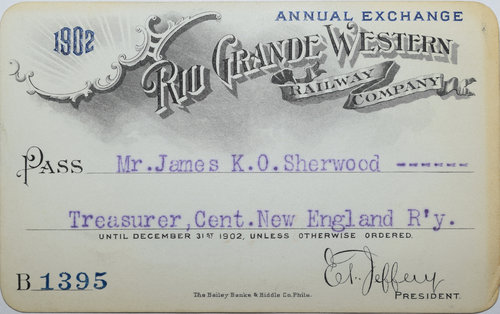 ANNUAL EXCHANGE
1902
RIO GRANDE WESTERN
RAILWAY COMPANY
PASS Mr.James K.O.Sherwood -----
Treasurer,Cent.New England R'y.
UNTIL DECEMBER 31ST 1902, UNLESS OTHERWISE ORDERED.
B 1395
E.T. Jeffery
PRESIDENT.
The Bailey Banks & Biddle Co. Phila.